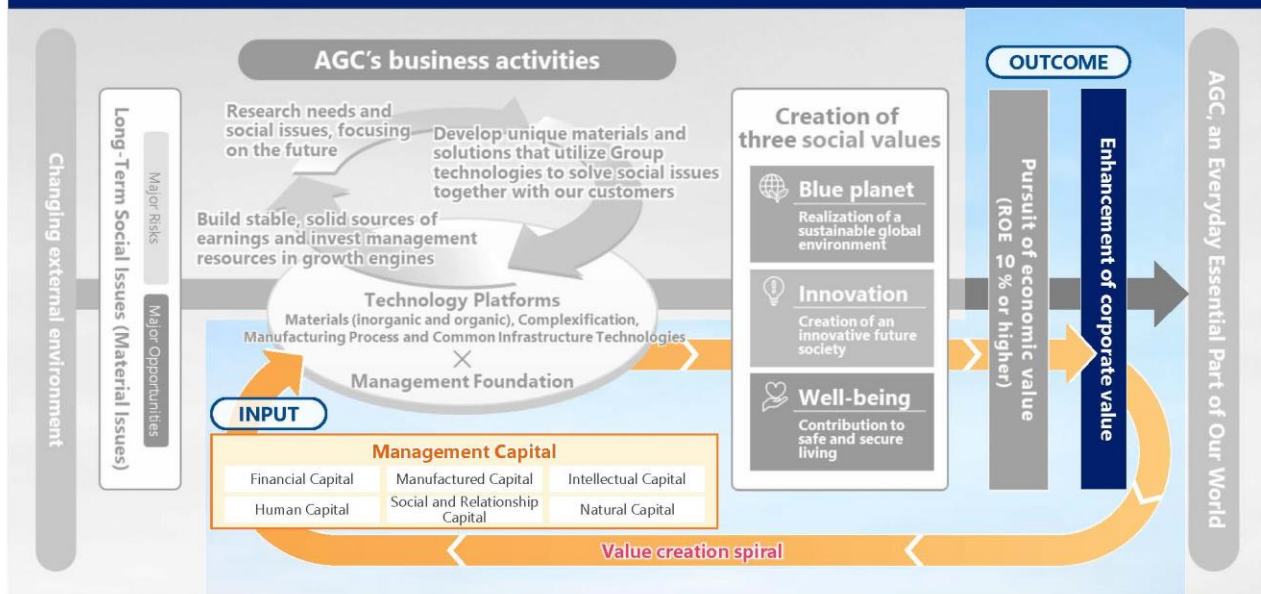 Changing external environment
Long-Term Social Issues (Material Issues)
Major Risks
Major Opportunities
AGC's business activities
Research needs and
social issues, focusing
on the future
Develop unique materials and
solutions that utilize Group
technologies to solve social issues
together with our customers
Build stable, solid sources of
earnings and invest management
resources in growth engines
Technology Platforms
Materials (inorganic and organic), Complexification,
Manufacturing Process and Common Infrastructure Technologies
×
Management Foundation
INPUT
Management Capital
Financial Capital
Manufactured Capital
Intellectual Capital
Human Capital
Social and Relationship
Capital
Natural Capital
Creation of
three social values
Blue planet
Realization of a
sustainable global
environment
Innovation
Creation of an
innovative future
society
Well-being
Contribution to
safe and secure
living
OUTCOME
Pursuit of economic value
(ROE 10 % or higher)
Enhancement of corporate value
Value creation spiral
AGC, an Everyday Essential Part of Our World